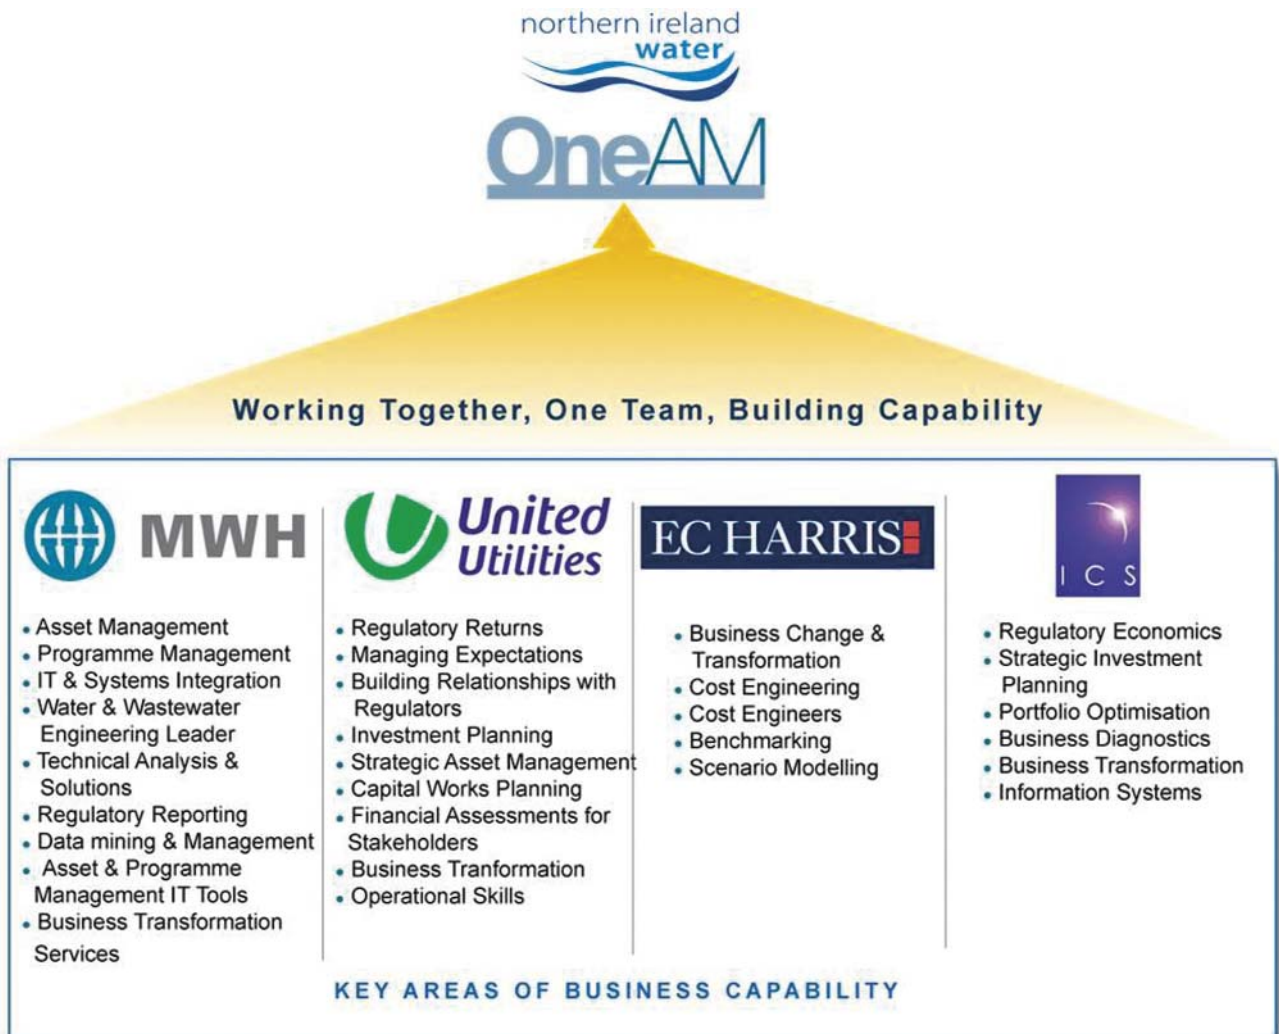 northern ireland
water
OneAM
Working Together, One Team, Building Capability
MWH
• Asset Management
• Programme Management
• IT & Systems Integration
• Water & Wastewater
Engineering Leader
• Technical Analysis &
Solutions
• Regulatory Reporting
• Data mining & Management
• Asset & Programme
Management IT Tools
• Business Transformation
Services
United
Utilities
• Regulatory Returns
• Managing Expectations
• Building Relationships with
Regulators
• Investment Planning
• Strategic Asset Management
• Capital Works Planning
• Financial Assessments for
Stakeholders
• Business Tranformation
• Operational Skills
EC HARRIS
• Business Change &
Transformation
• Cost Engineering
• Cost Engineers
• Benchmarking
• Scenario Modelling
ICS
• Regulatory Economics
• Strategic Investment
Planning
• Portfolio Optimisation
• Business Diagnostics
• Business Transformation
• Information Systems
KEY AREAS OF BUSINESS CAPABILITY